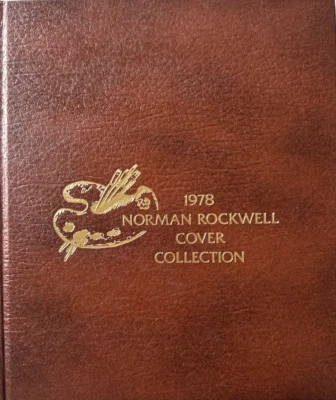 1978
NORMAN ROCKWELL
COVER
COLLECTION